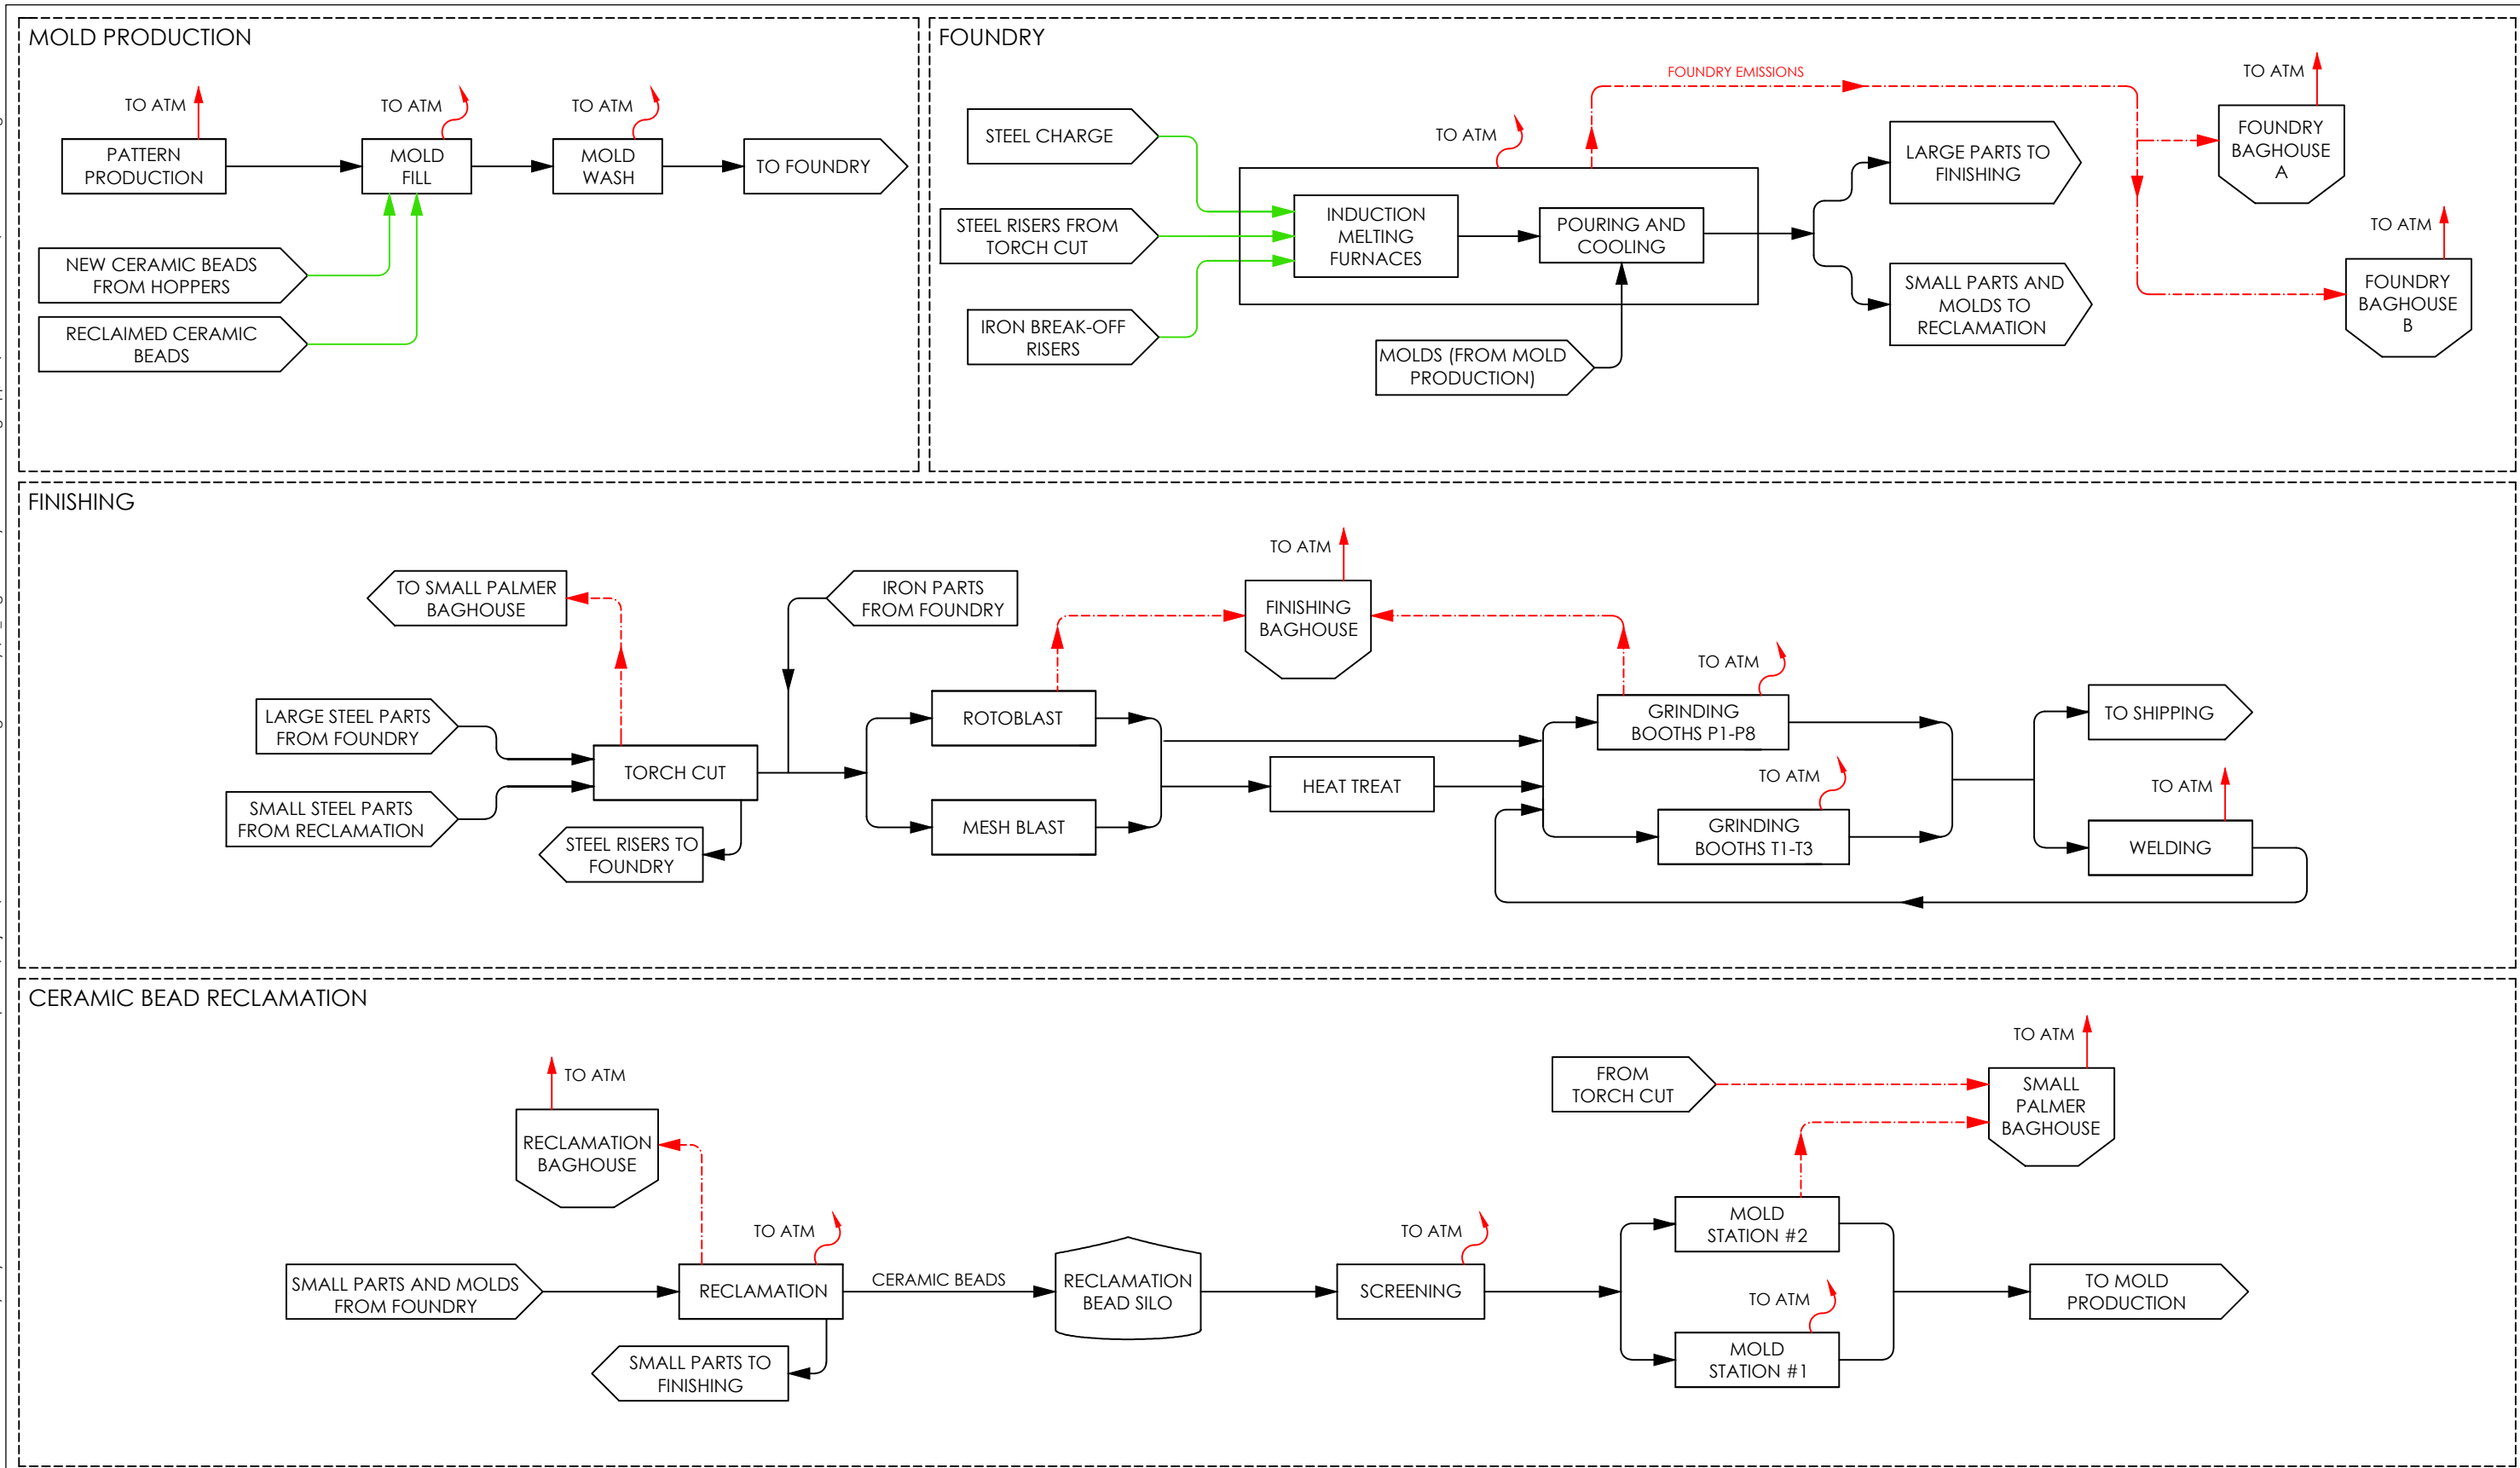 MOLD PRODUCTION
TO ATM
TO ATM
TO ATM
PATTERN
PRODUCTION
MOLD
FILL
MOLD
WASH
TO FOUNDRY
NEW CERAMIC BEADS
FROM HOPPERS
RECLAIMED CERAMIC
BEADS
FOUNDRY
FOUNDRY EMISSIONS
TO ATM
STEEL CHARGE
TO ATM
LARGE PARTS TO
FINISHING
FOUNDRY
BAGHOUSE
A
STEEL RISERS FROM
TORCH CUT
INDUCTION
MELTING
FURNACES
POURING AND
COOLING
TO ATM
IRON BREAK-OFF
RISERS
SMALL PARTS AND
MOLDS TO
RECLAMATION
FOUNDRY
BAGHOUSE
B
MOLDS (FROM MOLD
PRODUCTION)
FINISHING
TO ATM
TO SMALL PALMER
BAGHOUSE
IRON PARTS
FROM FOUNDRY
FINISHING
BAGHOUSE
TO ATM
LARGE STEEL PARTS
FROM FOUNDRY
ROTOBLAST
GRINDING
BOOTHS P1-P8
TO SHIPPING
TORCH CUT
HEAT TREAT
TO ATM
TO ATM
SMALL STEEL PARTS
FROM RECLAMATION
MESH BLAST
GRINDING
BOOTHS T1-T3
WELDING
STEEL RISERS TO
FOUNDRY
CERAMIC BEAD RECLAMATION
TO ATM
TO ATM
FROM
TORCH CUT
SMALL
PALMER
BAGHOUSE
RECLAMATION
BAGHOUSE
TO ATM
TO ATM
MOLD
STATION #2
SMALL PARTS AND MOLDS
FROM FOUNDRY
RECLAMATION
CERAMIC BEADS
RECLAMATION
BEAD SILO
SCREENING
TO ATM
TO MOLD
PRODUCTION
SMALL PARTS TO
FINISHING
MOLD
STATION #1